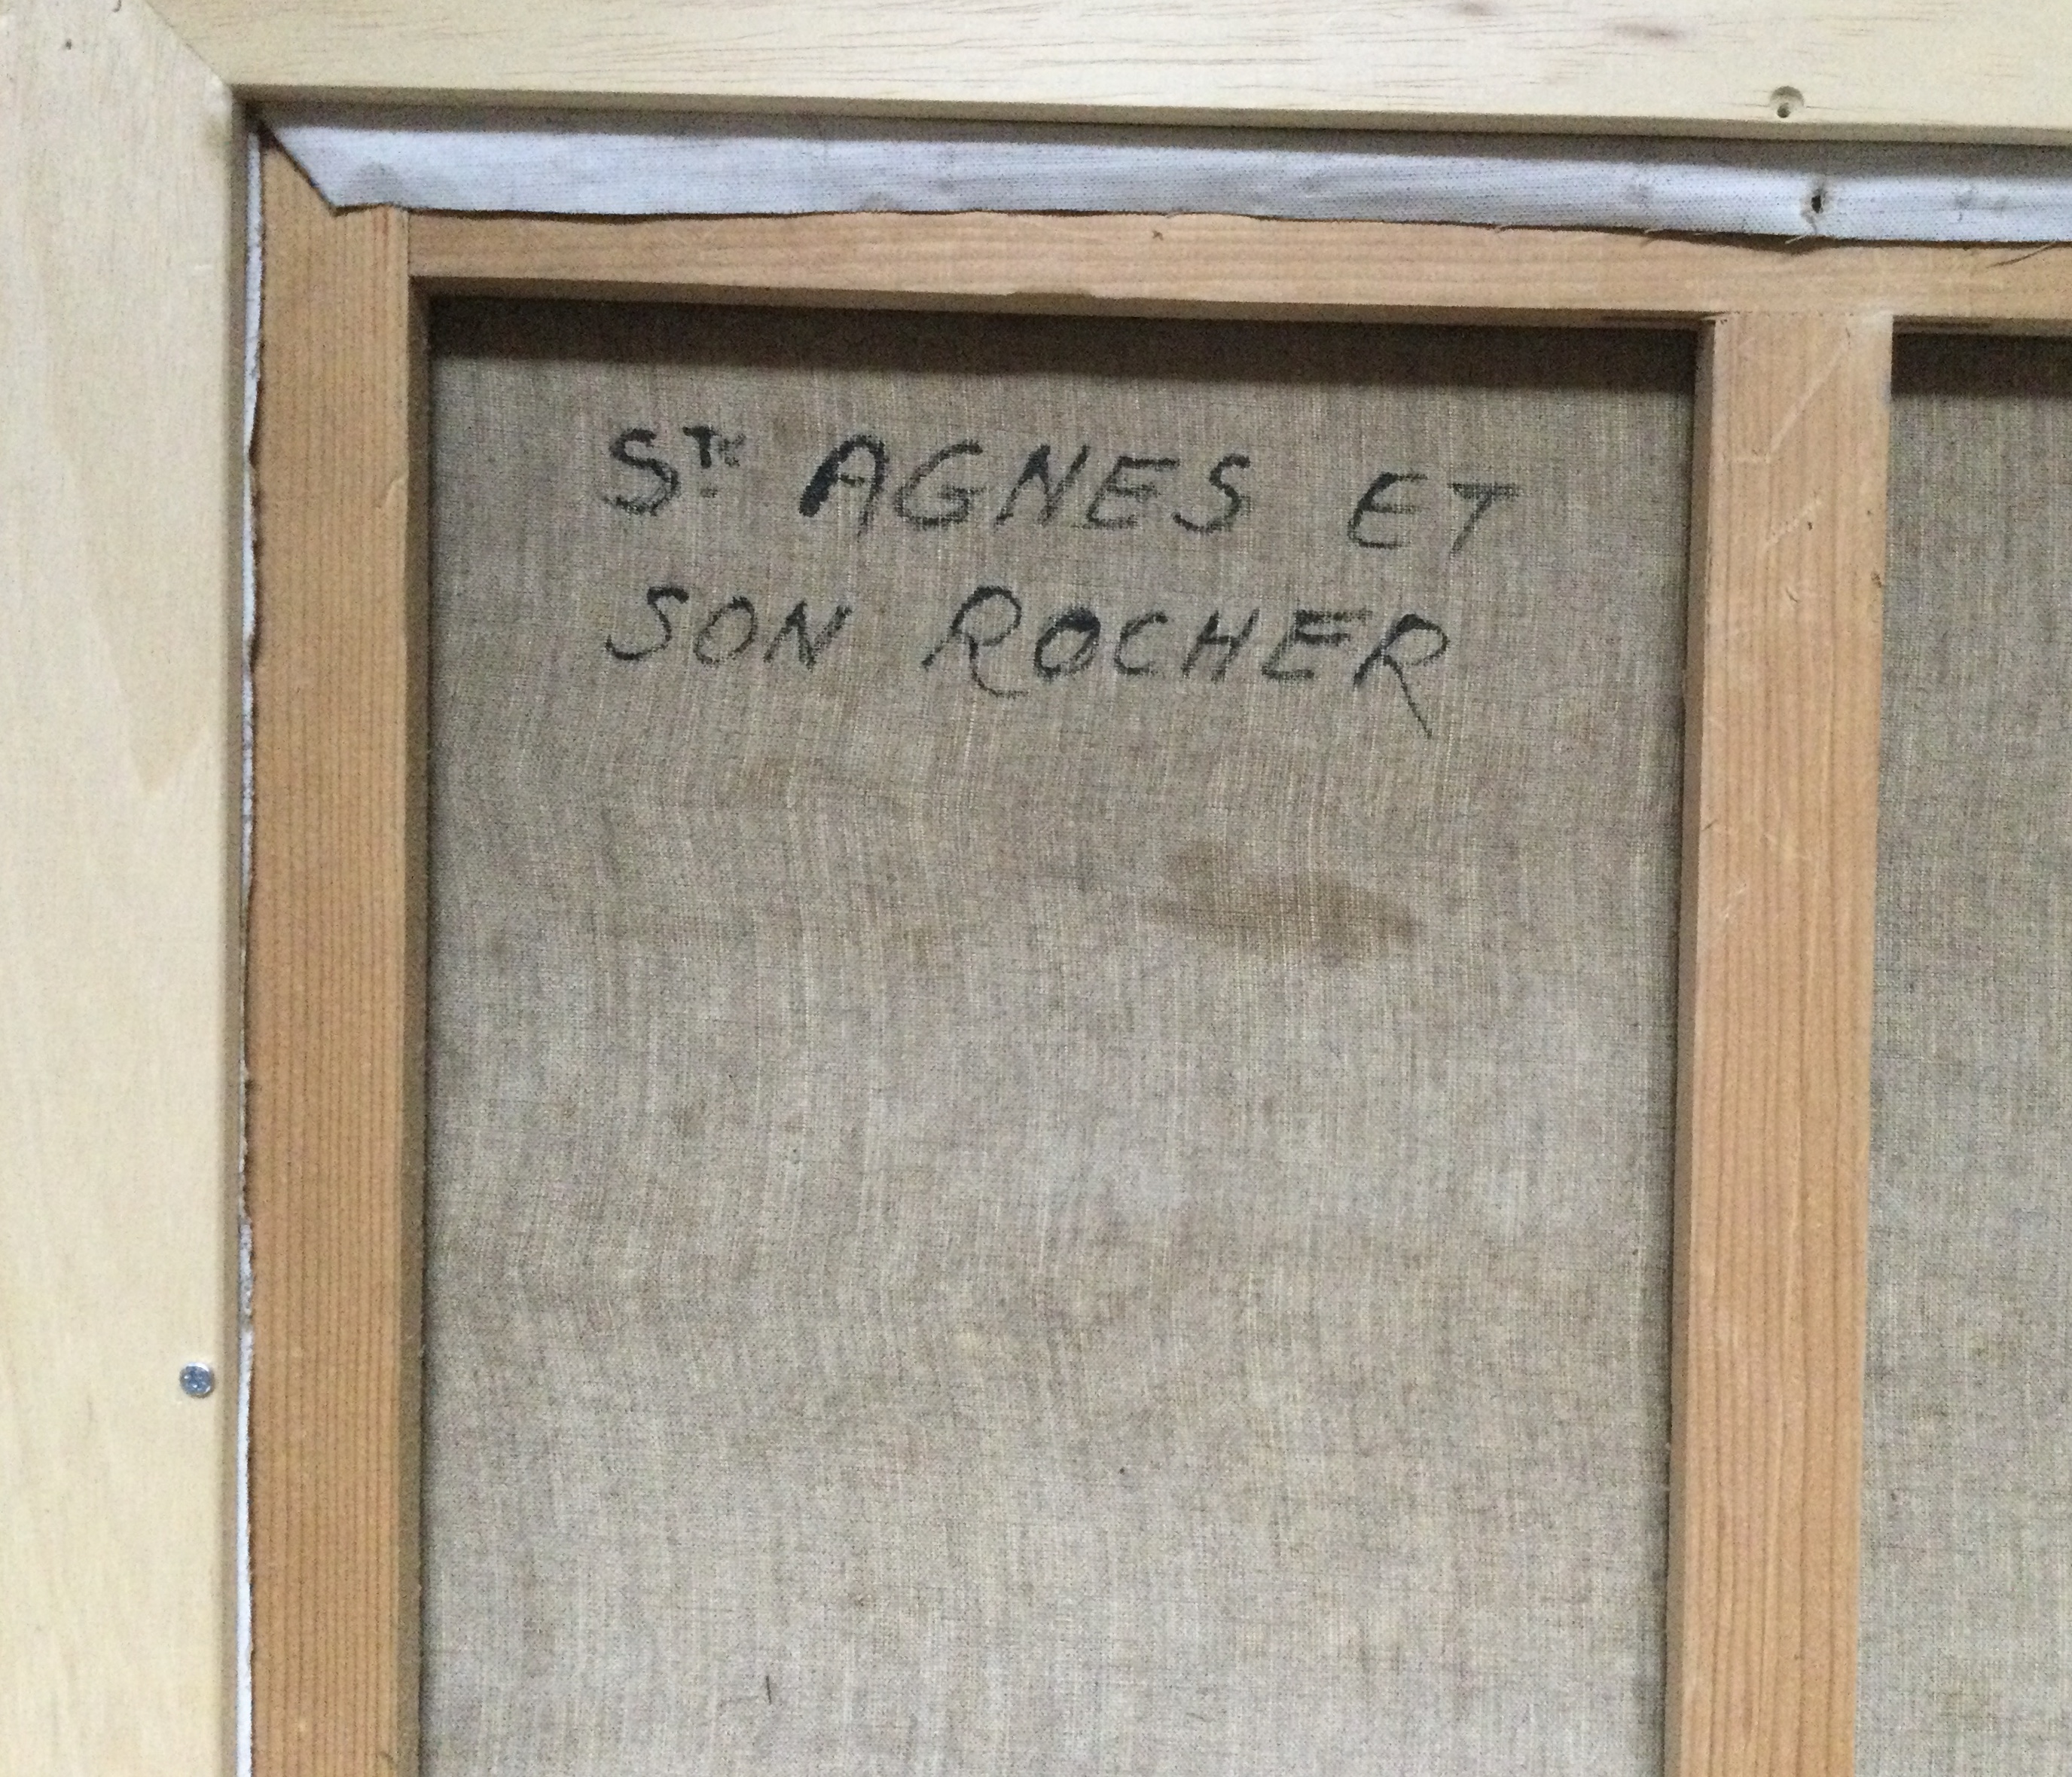 STE AGNES ET
SON ROCHER